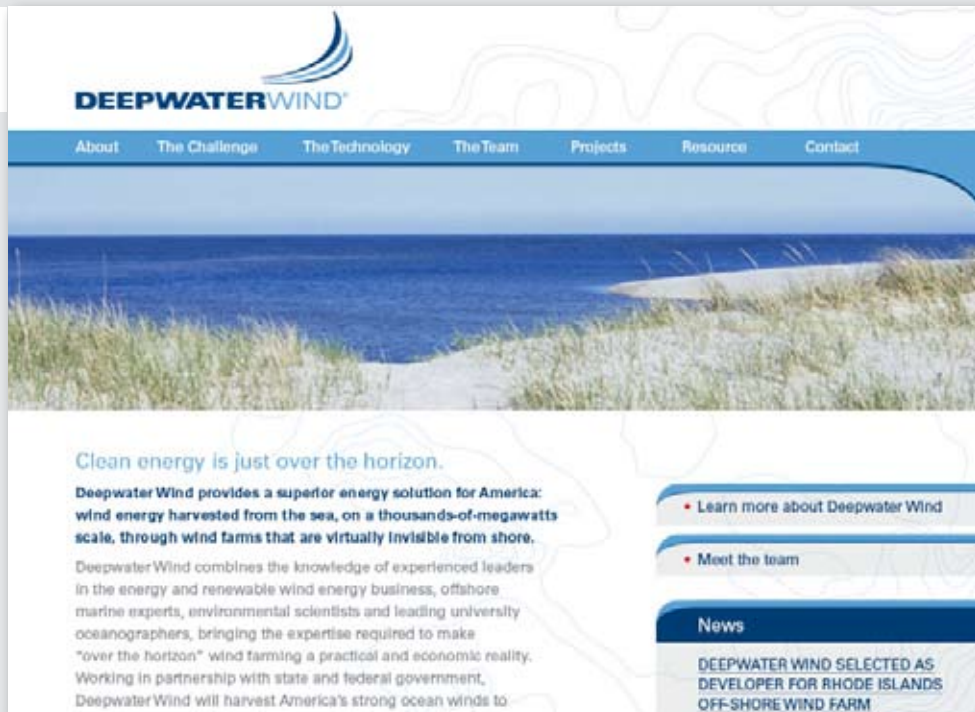 DEEPWATERWIND®
About The Challenge The Technology The Team Projects Resource Contact
Clean energy is just over the horizon.
Deepwater Wind provides a superior energy solution for America:
wind energy harvested from the sea, on a thousands-of-megawatts
scale, through wind farms that are virtually invisible from shore.
Deepwater Wind combines the knowledge of experienced leaders
in the energy and renewable wind energy business, offshore
marine experts, environmental scientists and leading university
oceanographers, bringing the expertise required to make
"over the horizon" wind farming a practical and economic reality.
Working in partnership with state and federal government,
Deepwater Wind will harvest America's strong ocean winds to
• Learn more about Deepwater Wind
• Meet the team
News
DEEPWATER WIND SELECTED AS
DEVELOPER FOR RHODE ISLANDS
OFF-SHORE WIND FARM